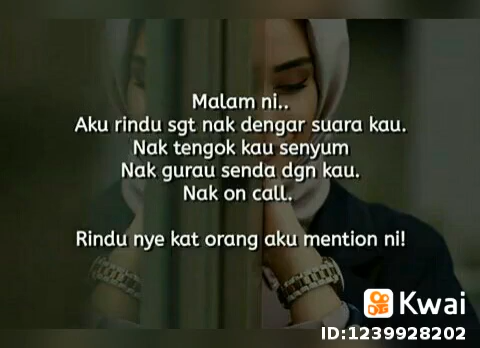 Malam ni..
Aku rindu sgt nak dengar suara kau.
Nak tengok kau senyum
Nak gurau senda dgn kau.
Nak on call.
Rindu nye kat orang aku mention ni!
Kwai
ID:1239928202